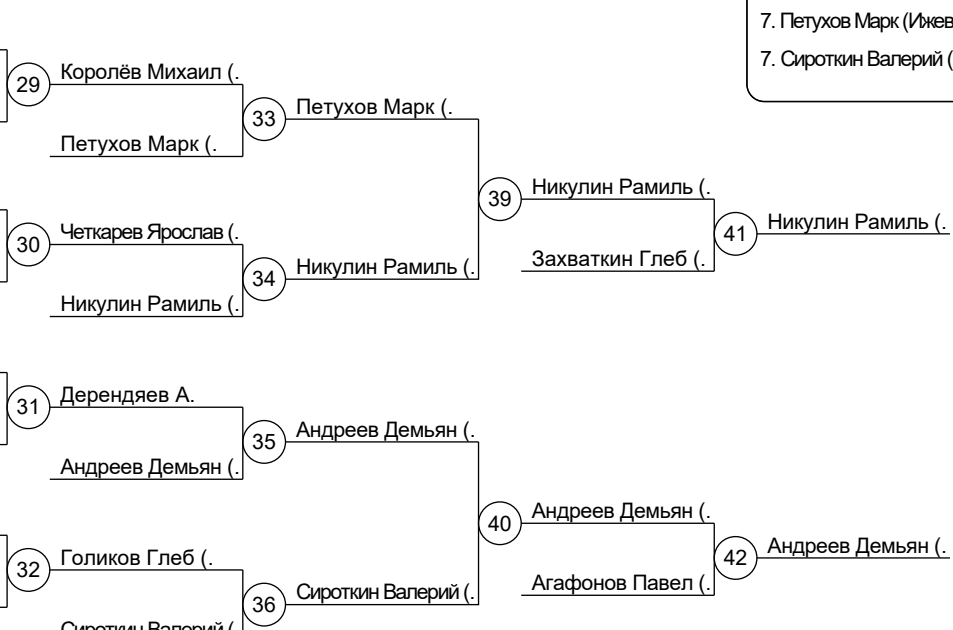 7. Петухов Марк (Ижев
7. Сироткин Валерий (
29
Королёв Михаил (.
Петухов Марк (.
33
Петухов Марк (.
30
Четкарев Ярослав (.
Никулин Рамиль (.
34
Никулин Рамиль (.
39
Никулин Рамиль (.
Захваткин Глеб (.
41
Никулин Рамиль (.
31
Дерендяев А.
Андреев Демьян (.
35
Андреев Демьян (.
32
Голиков Глеб (.
Сироткин Валерий (
36
Сироткин Валерий (.
40
Андреев Демьян (.
Агафонов Павел (.
42
Андреев Демьян (.